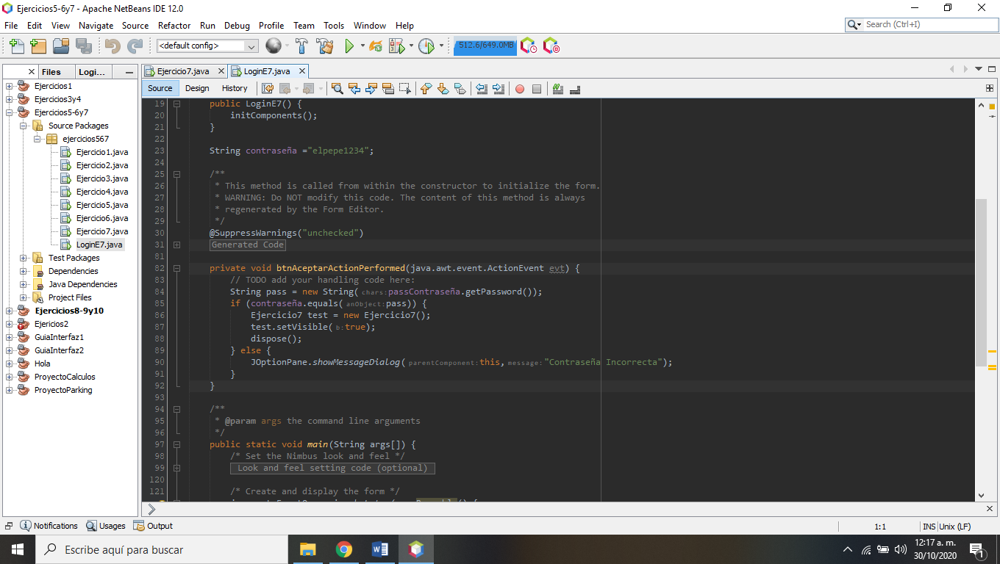 Ejercicios5-6y7 - Apache NetBeans IDE 12.0
File Edit View Navigate Source Refactor Run Debug Profile Team Tools Window Help
Search (Ctrl+I)
<default config>
512.6/649.0MB
Files
Logi...
Ejercicio7.java
LoginE7.java
Source Design History
Ejercicios1
Ejercicios3y4
Ejercicios5-6y7
Source Packages
ejercicios567
Ejercicio1.java
Ejercicio2.java
Ejercicio3.java
Ejercicio4.java
Ejercicio5.java
Ejercicio6.java
Ejercicio7.java
LoginE7.java
Test Packages
Dependencies
Java Dependencies
Project Files
Ejercicios8-9y10
Ejericios2
GuiaInterfaz1
GuiaInterfaz2
Hola
ProyectoCalculos
ProyectoParking
19 public LoginE7() {
20 initComponents();
21 }
22
23 String contraseña ="elpepe1234";
24
25 /**
26 * This method is called from within the constructor to initialize the form.
27 * WARNING: Do NOT modify this code. The content of this method is always
28 * regenerated by the Form Editor.
29 */
30 @SuppressWarnings("unchecked")
31 Generated Code
81
82 private void btnAceptarActionPerformed(java.awt.event.ActionEvent evt) {
83 // TODO add your handling code here:
84 String pass = new String( chars: passContraseña.getPassword());
85 if (contraseña.equals( anObject: pass)) {
86 Ejercicio7 test = new Ejercicio7();
87 test.setVisible( b: true);
88 dispose();
89 } else {
90 JOptionPane.showMessageDialog( parentComponent: this, message: "Contraseña Incorrecta");
91 }
92 }
93
94 /**
95 * @param args the command line arguments
96 */
97 public static void main(String args[]) {
98 /* Set the Nimbus look and feel */
99 Look and feel setting code (optional)
120
121 /* Create and display the form */
Notifications Usages Output
1:1
INS Unix (LF)
Escribe aquí para buscar
12:17 a. m.
30/10/2020
1